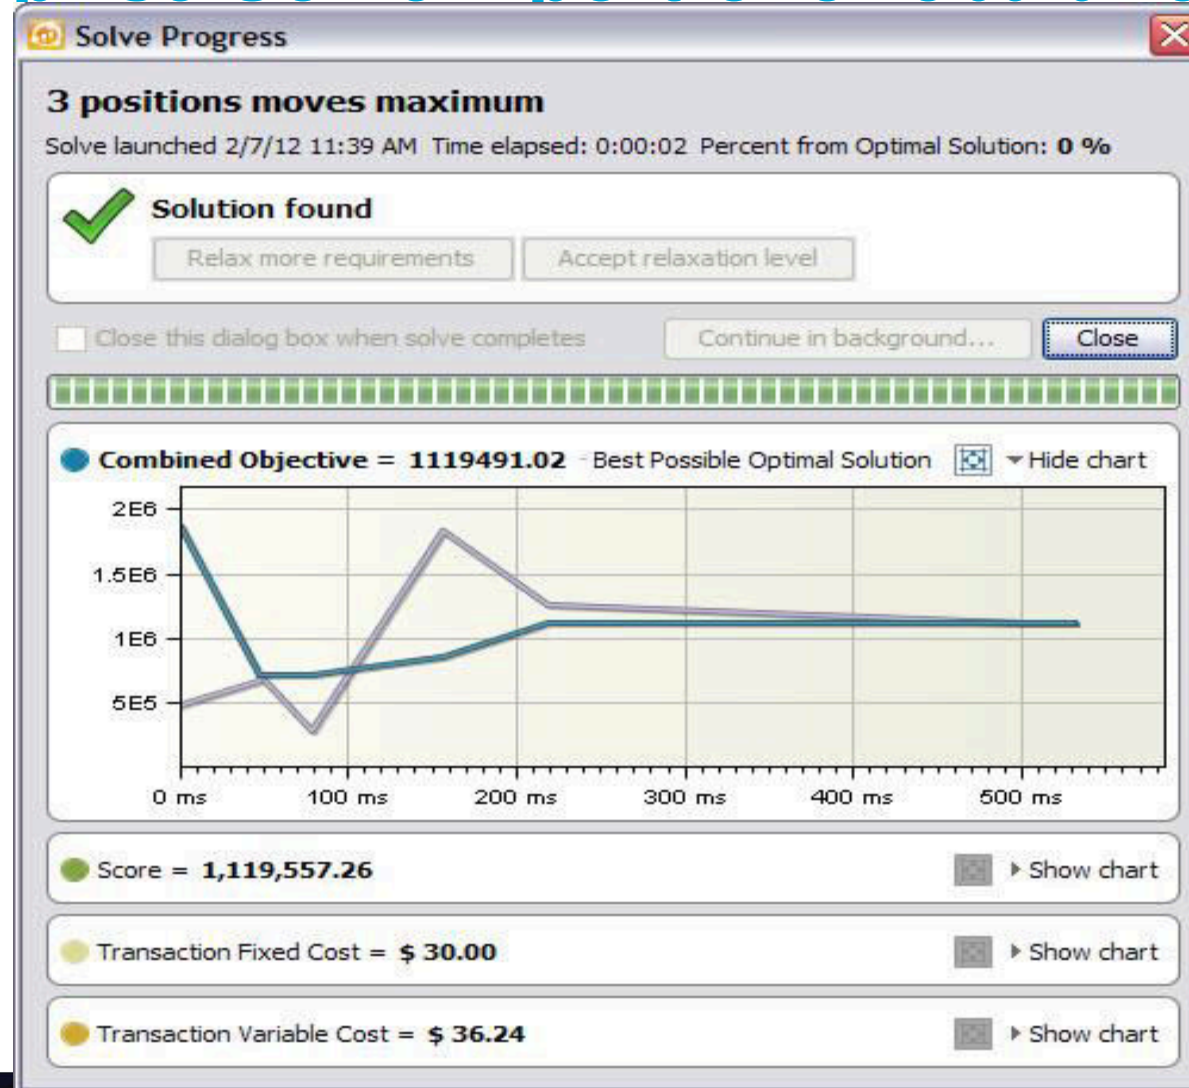 Solve Progress
3 positions moves maximum
Solve launched 2/7/12 11:39 AM Time elapsed: 0:00:02 Percent from Optimal Solution: 0 %
Solution found
Relax more requirements Accept relaxation level
Close this dialog box when solve completes Continue in background... Close
Combined Objective = 1119491.02 - Best Possible Optimal Solution Hide chart
2E6
1.5E6
1E6
5E5
0 ms 100 ms 200 ms 300 ms 400 ms 500 ms
Score = 1,119,557.26 Show chart
Transaction Fixed Cost = $ 30.00 Show chart
Transaction Variable Cost = $ 36.24 Show chart